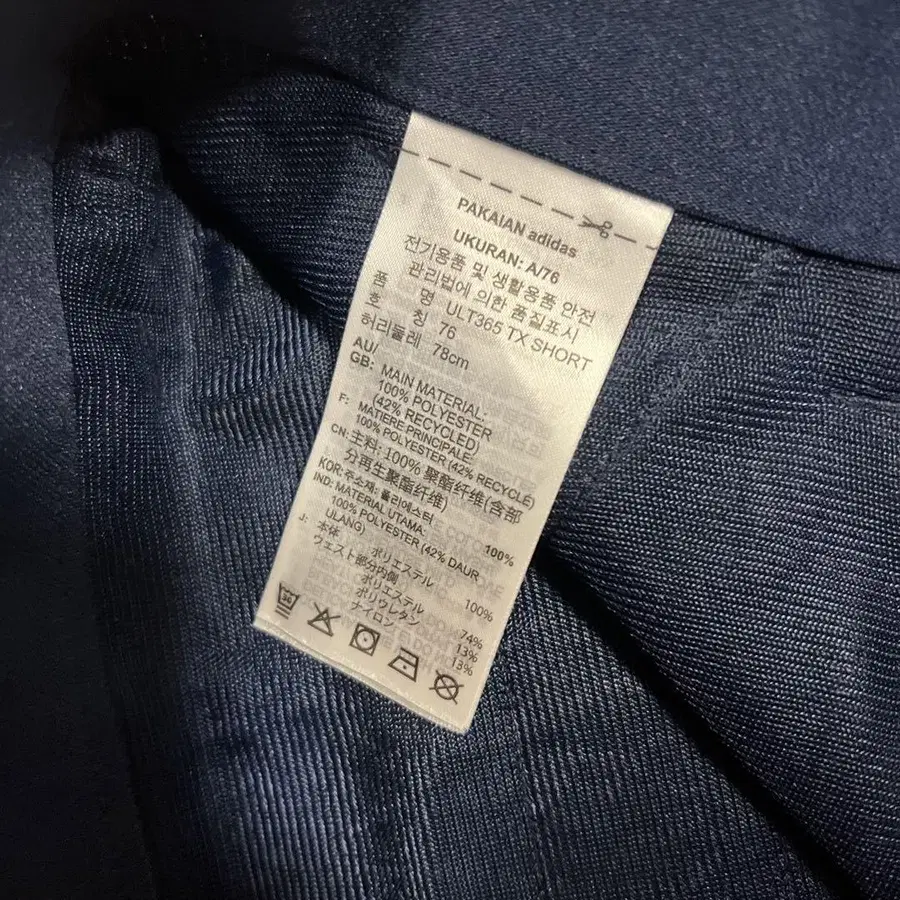 PAKAIAN adidas
UKURAN: A/76
전기용품 및 생활용품 안전
관리법에 의한 품질표시
품 명 ULT365 TX SHORT
호 칭 76
허리둘레 78cm
AU/
GB: MAIN MATERIAL:
100% POLYESTER
(42% RECYCLED)
F: MATIERE PRINCIPALE:
100% POLYESTER (42% RECYCLÉ)
CN: 主料: 100% 聚酯纤维(含部
分再生聚酯纤维)
KOR: 주소재: 폴리에스터 100%
IND: MATERIAL UTAMA:
100% POLYESTER (42% DAUR
ULANG)
J: 本体
ポリエステル 100%
ウェスト部分内側
ポリエステル 74%
ポリウレタン 13%
ナイロン 13%